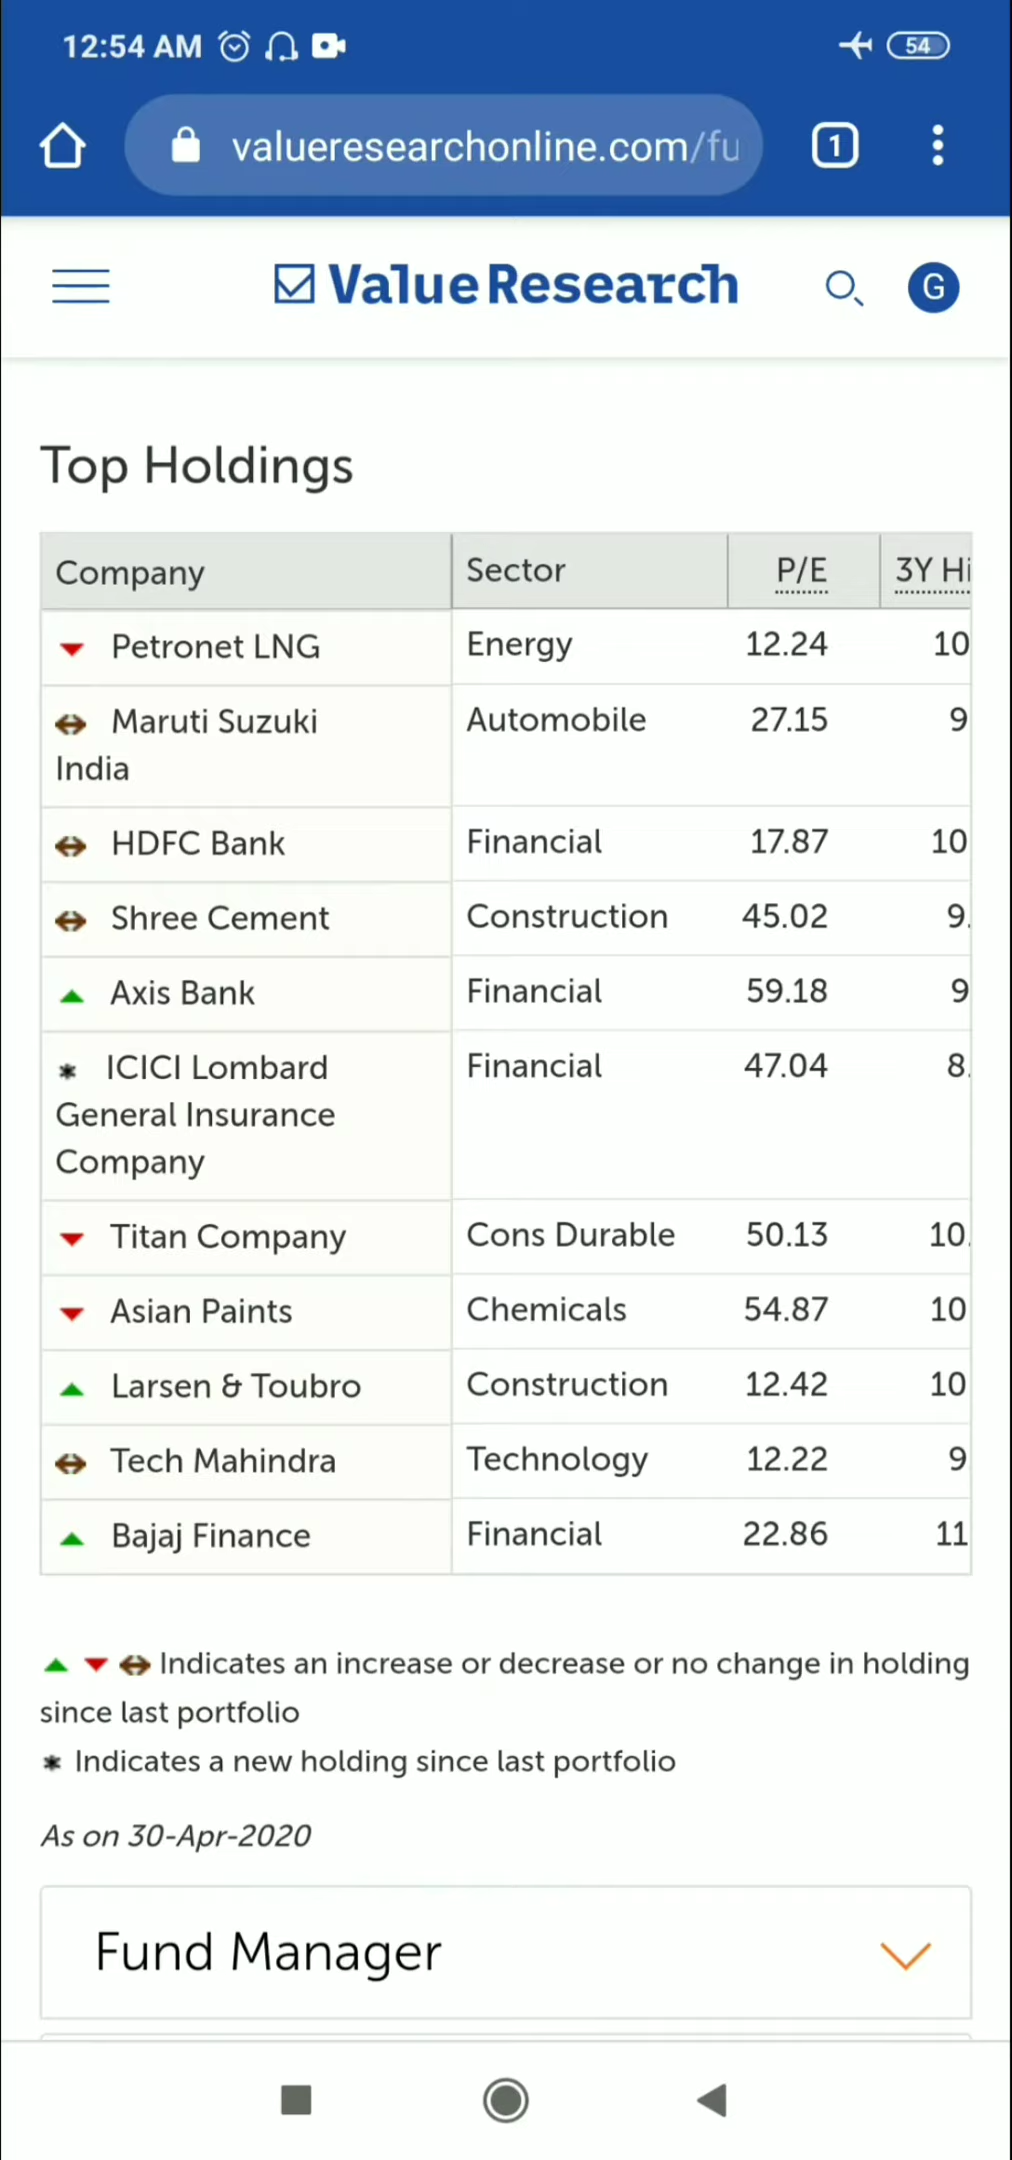 12:54 AM
54
valueresearchonline.com/fu
1
Value Research
G
Top Holdings
Company Sector P/E 3Y Hi
Petronet LNG Energy 12.24 10
Maruti Suzuki Automobile 27.15 9
India
HDFC Bank Financial 17.87 10
Shree Cement Construction 45.02 9.
Axis Bank Financial 59.18 9
* ICICI Lombard Financial 47.04 8.
General Insurance
Company
Titan Company Cons Durable 50.13 10.
Asian Paints Chemicals 54.87 10
Larsen & Toubro Construction 12.42 10
Tech Mahindra Technology 12.22 9
Bajaj Finance Financial 22.86 11
Indicates an increase or decrease or no change in holding
since last portfolio
* Indicates a new holding since last portfolio
As on 30-Apr-2020
Fund Manager